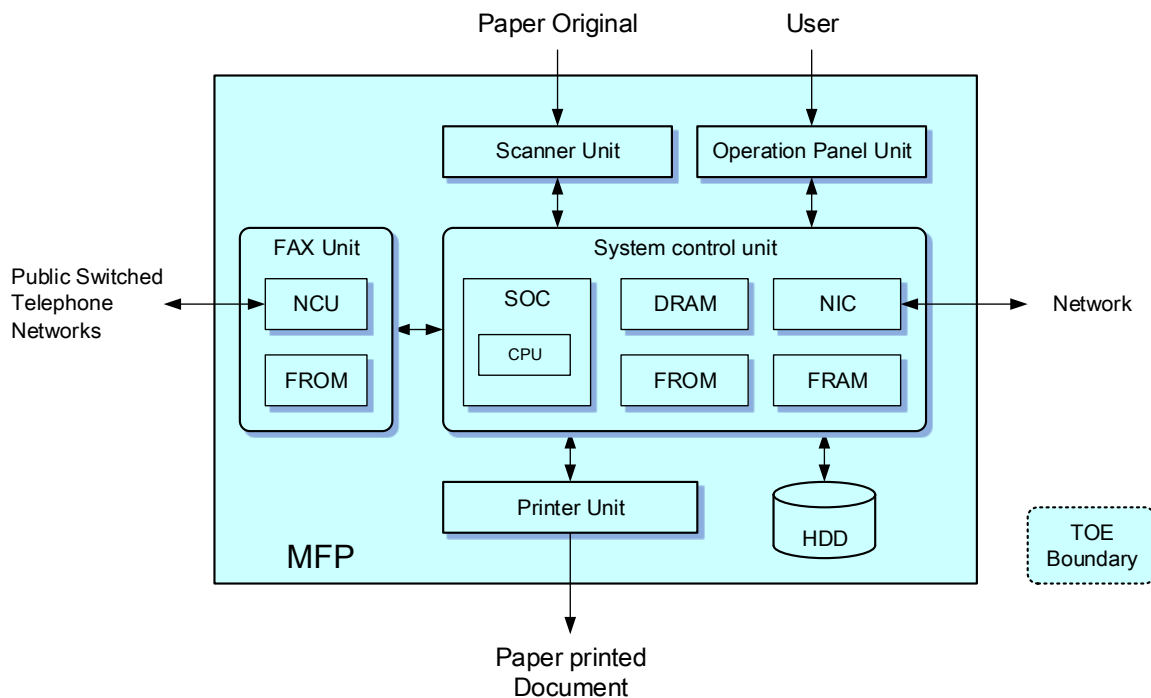 Paper Original
User
Scanner Unit
Operation Panel Unit
FAX Unit
System control unit
Public Switched
Telephone
Networks
NCU
SOC
DRAM
NIC
Network
CPU
FROM
FROM
FRAM
Printer Unit
HDD
MFP
TOE
Boundary
Paper printed
Document